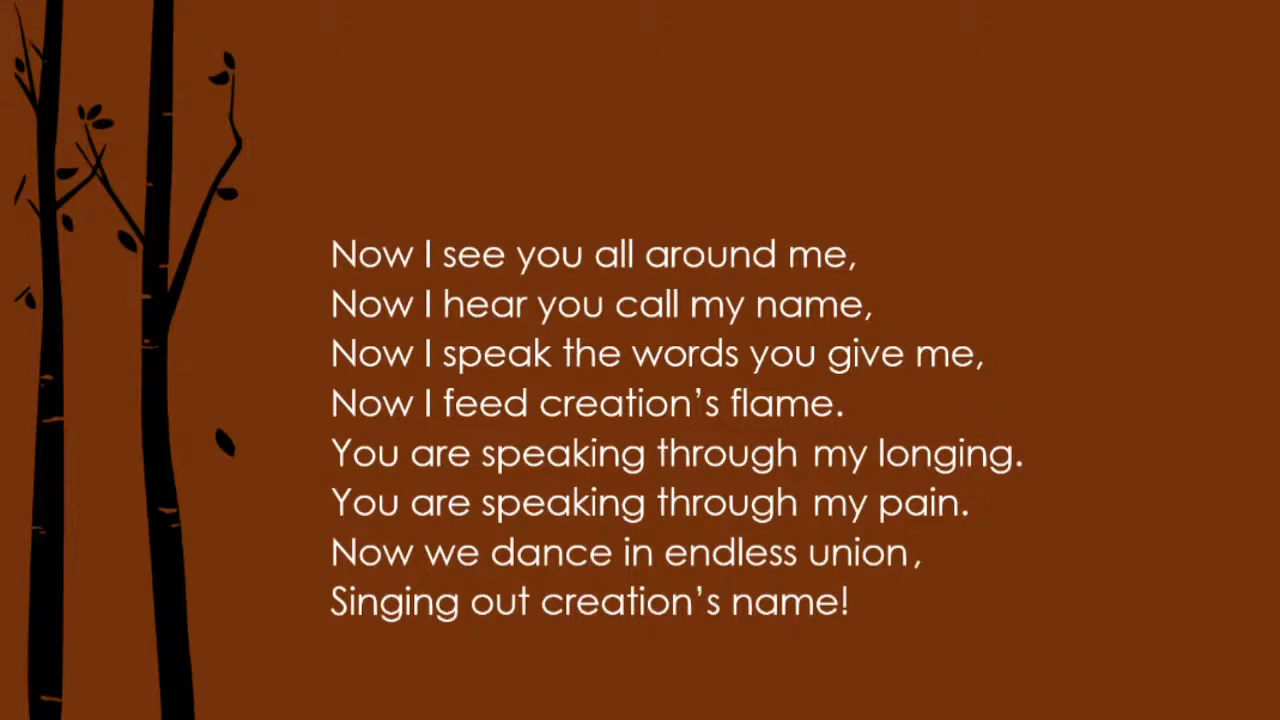 Now I see you all around me,
Now I hear you call my name,
Now I speak the words you give me,
Now I feed creation’s flame.
You are speaking through my longing.
You are speaking through my pain.
Now we dance in endless union,
Singing out creation’s name!